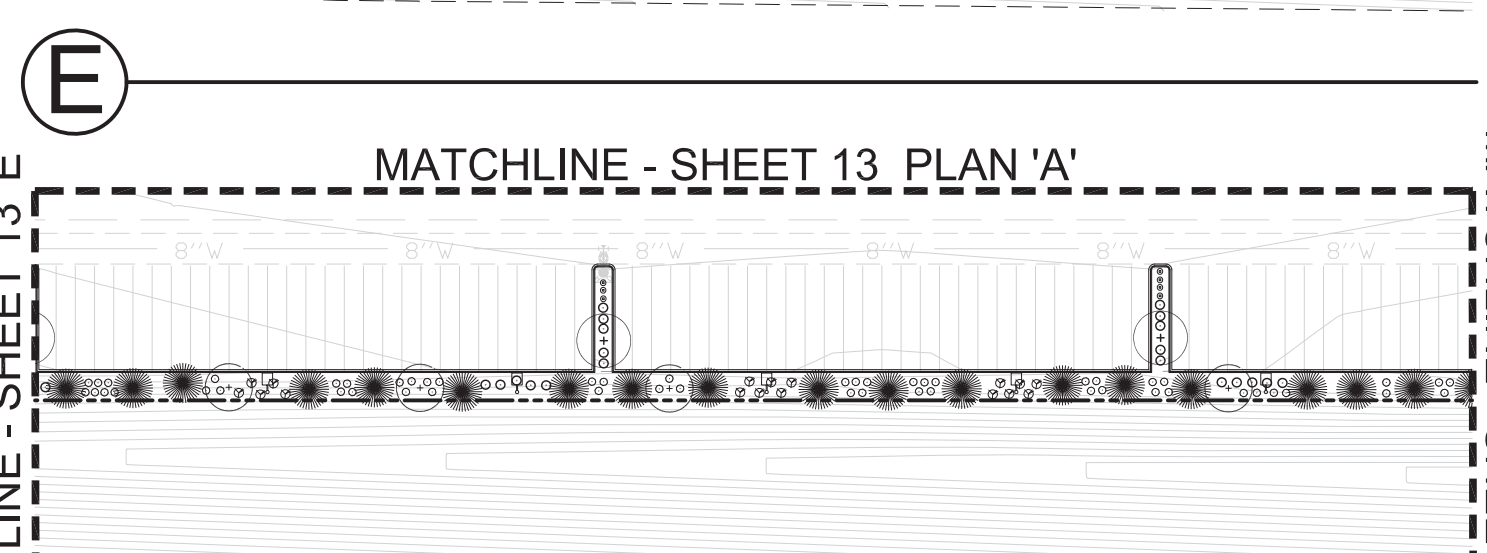 E
MATCHLINE - SHEET 13 PLAN 'A'
LINE - SHEET 13 E
8''W 8''W 8''W 8''W 8''W 8''W